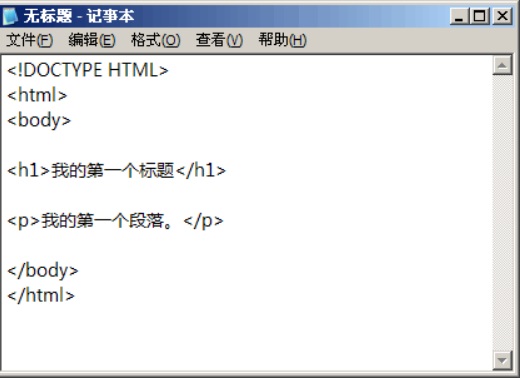 无标题 - 记事本
文件(F) 编辑(E) 格式(O) 查看(V) 帮助(H)
<!DOCTYPE HTML>
<html>
<body>
<h1>我的第一个标题</h1>
<p>我的第一个段落。</p>
</body>
</html>